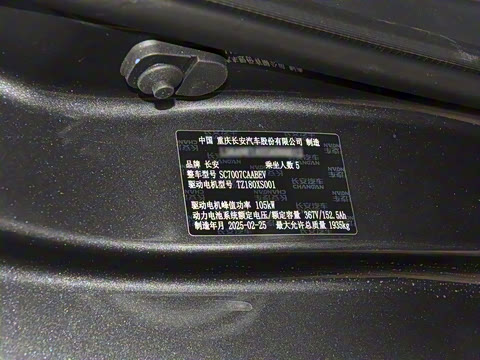 中国 重庆长安汽车股份有限公司 制造
品牌 长安 乘坐人数 5
整车型号 SC7007CAABEV
驱动电机型号 TZ180XS001
驱动电机峰值功率 105kW
动力电池系统额定电压/额定容量 367V/152.5Ah
制造年月 2025-02-25 最大允许总质量 1935kg